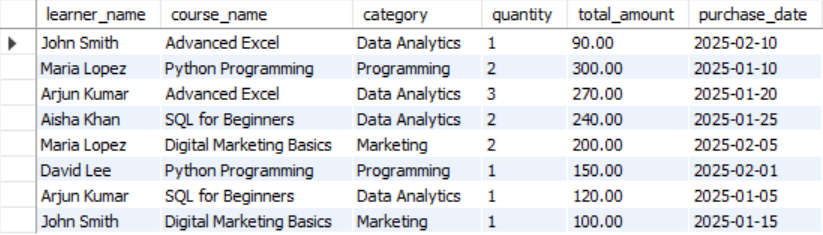 learner_name course_name category quantity total_amount purchase_date
John Smith Advanced Excel Data Analytics 1 90.00 2025-02-10
Maria Lopez Python Programming Programming 2 300.00 2025-01-10
Arjun Kumar Advanced Excel Data Analytics 3 270.00 2025-01-20
Aisha Khan SQL for Beginners Data Analytics 2 240.00 2025-01-25
Maria Lopez Digital Marketing Basics Marketing 2 200.00 2025-02-05
David Lee Python Programming Programming 1 150.00 2025-02-01
Arjun Kumar SQL for Beginners Data Analytics 1 120.00 2025-01-05
John Smith Digital Marketing Basics Marketing 1 100.00 2025-01-15